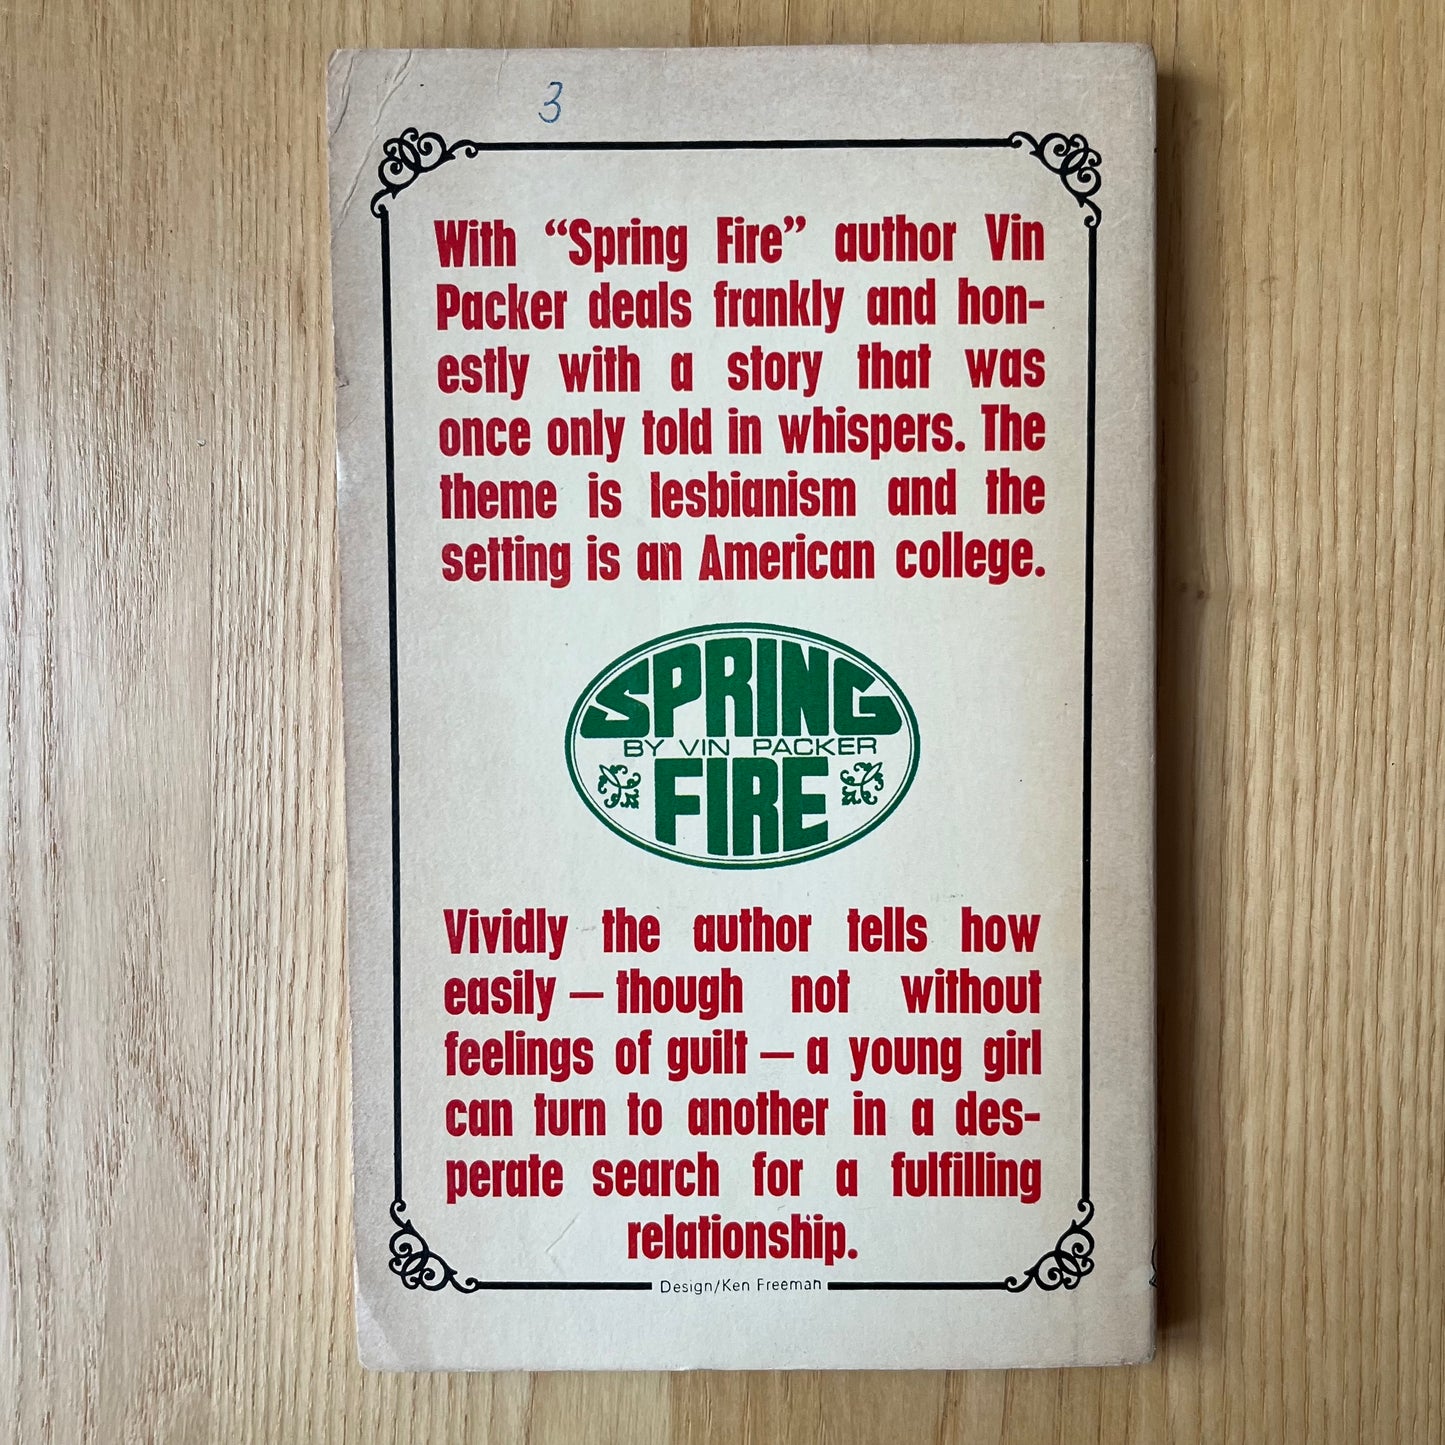 3
With “Spring Fire” author Vin
Packer deals frankly and hon-
estly with a story that was
once only told in whispers. The
theme is lesbianism and the
setting is an American college.
SPRING
BY VIN PACKER
FIRE
Vividly the author tells how
easily — though not without
feelings of guilt — a young girl
can turn to another in a des-
perate search for a fulfilling
relationship.
Design/Ken Freeman